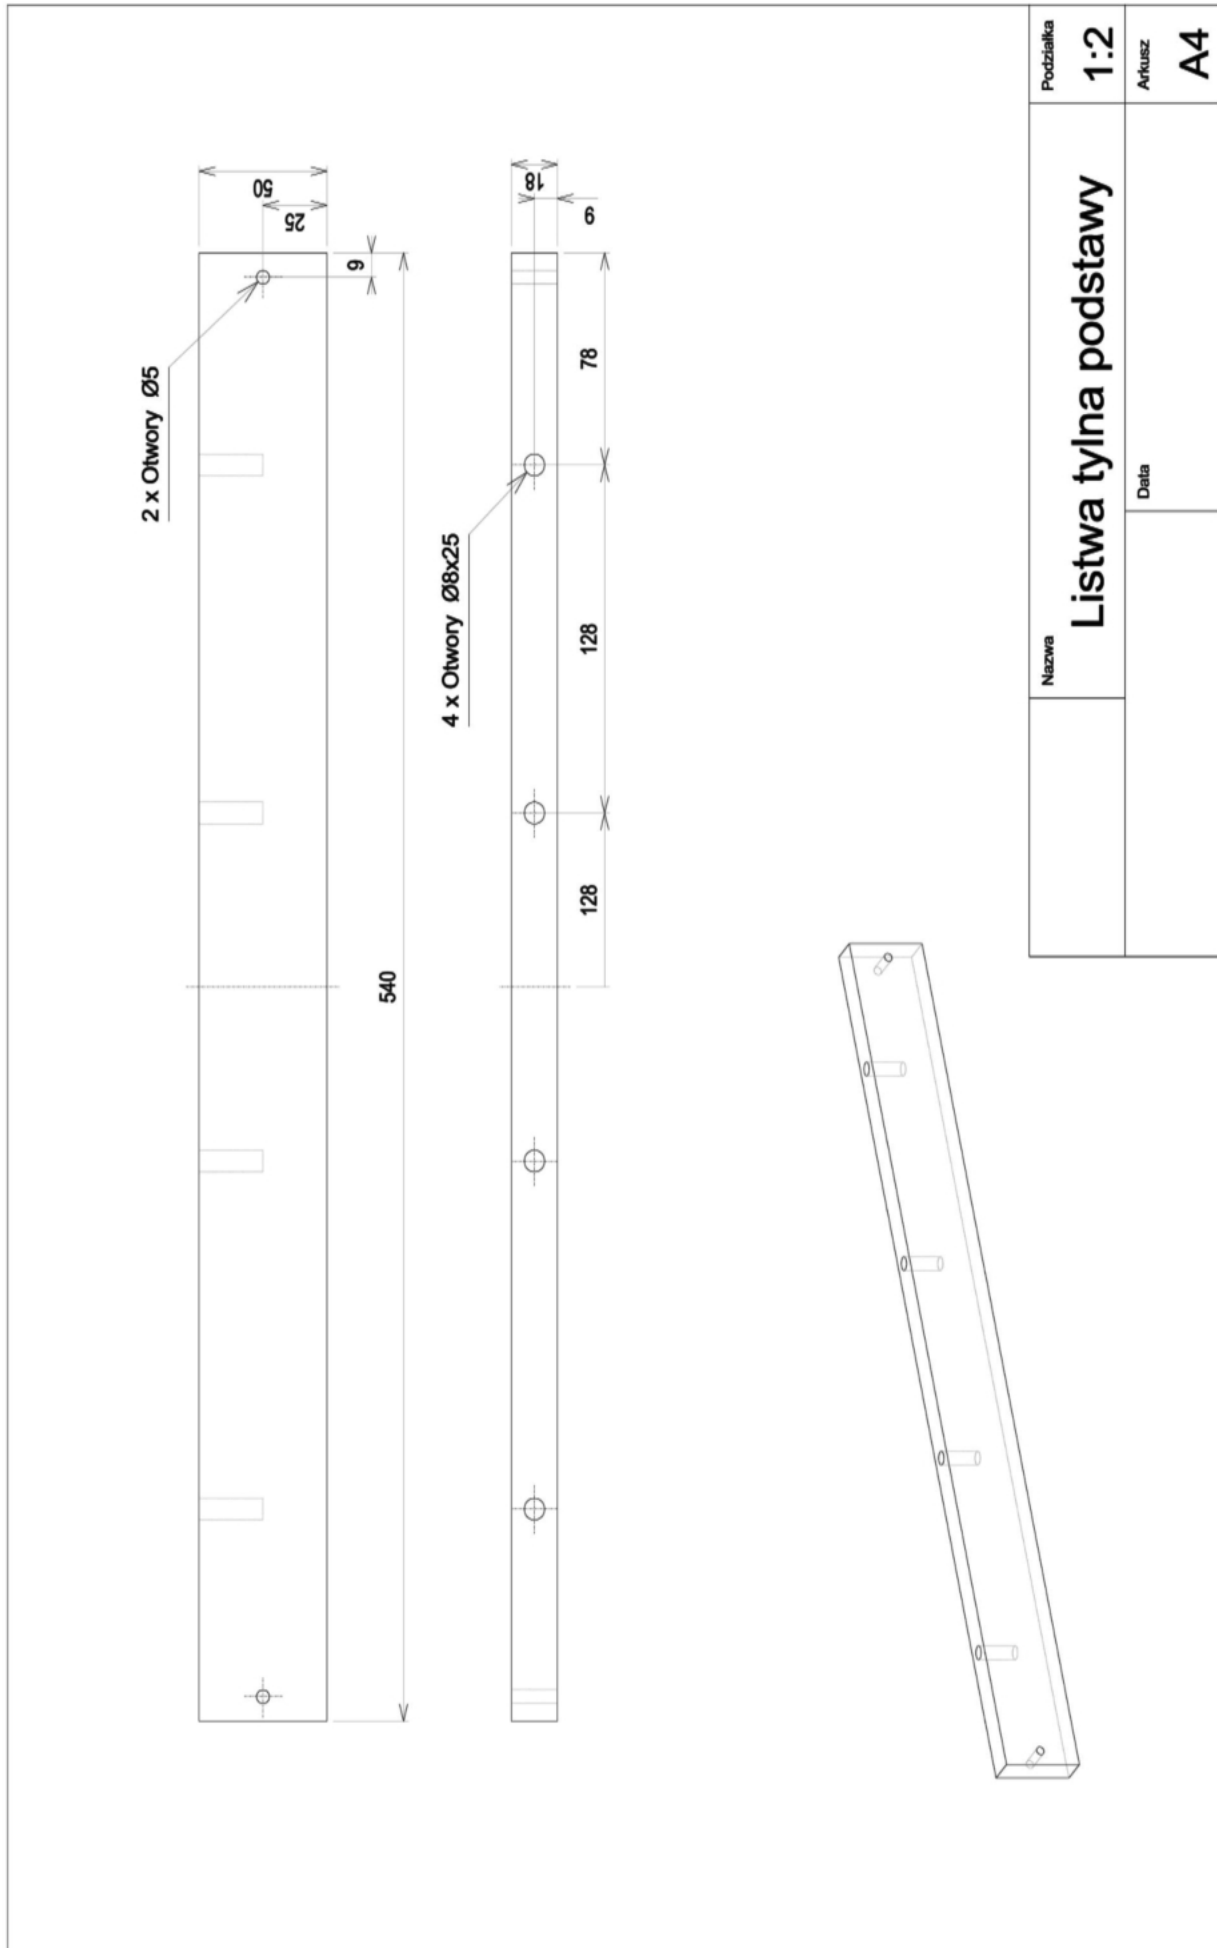 2 x Otwory Ø5
50
25
9
540
4 x Otwory Ø8x25
18
9
78
128
128
Nazwa
Listwa tylna podstawy
Podziałka
1:2
Data
Arkusz
A4